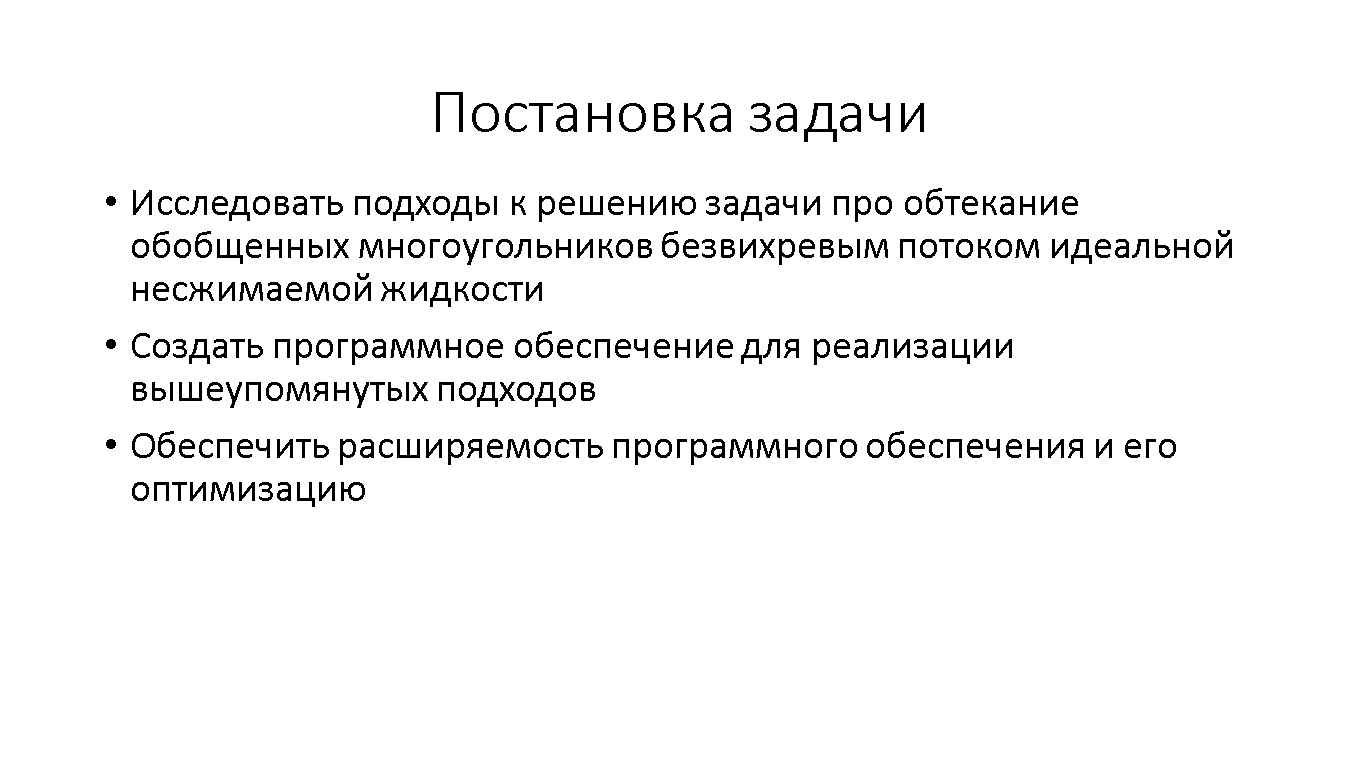 Постановка задачи
• Исследовать подходы к решению задачи про обтекание
обобщенных многоугольников безвихревым потоком идеальной
несжимаемой жидкости
• Создать программное обеспечение для реализации
вышеупомянутых подходов
• Обеспечить расширяемость программного обеспечения и его
оптимизацию